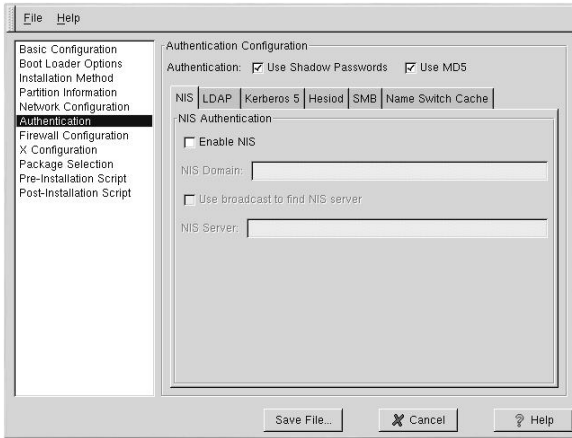 File Help
Basic Configuration
Boot Loader Options
Installation Method
Partition Information
Network Configuration
Authentication
Firewall Configuration
X Configuration
Package Selection
Pre-Installation Script
Post-Installation Script
Authentication Configuration
Authentication: Use Shadow Passwords Use MD5
NIS LDAP Kerberos 5 Hesiod SMB Name Switch Cache
NIS Authentication
Enable NIS
NIS Domain:
Use broadcast to find NIS server
NIS Server:
Save File... Cancel Help